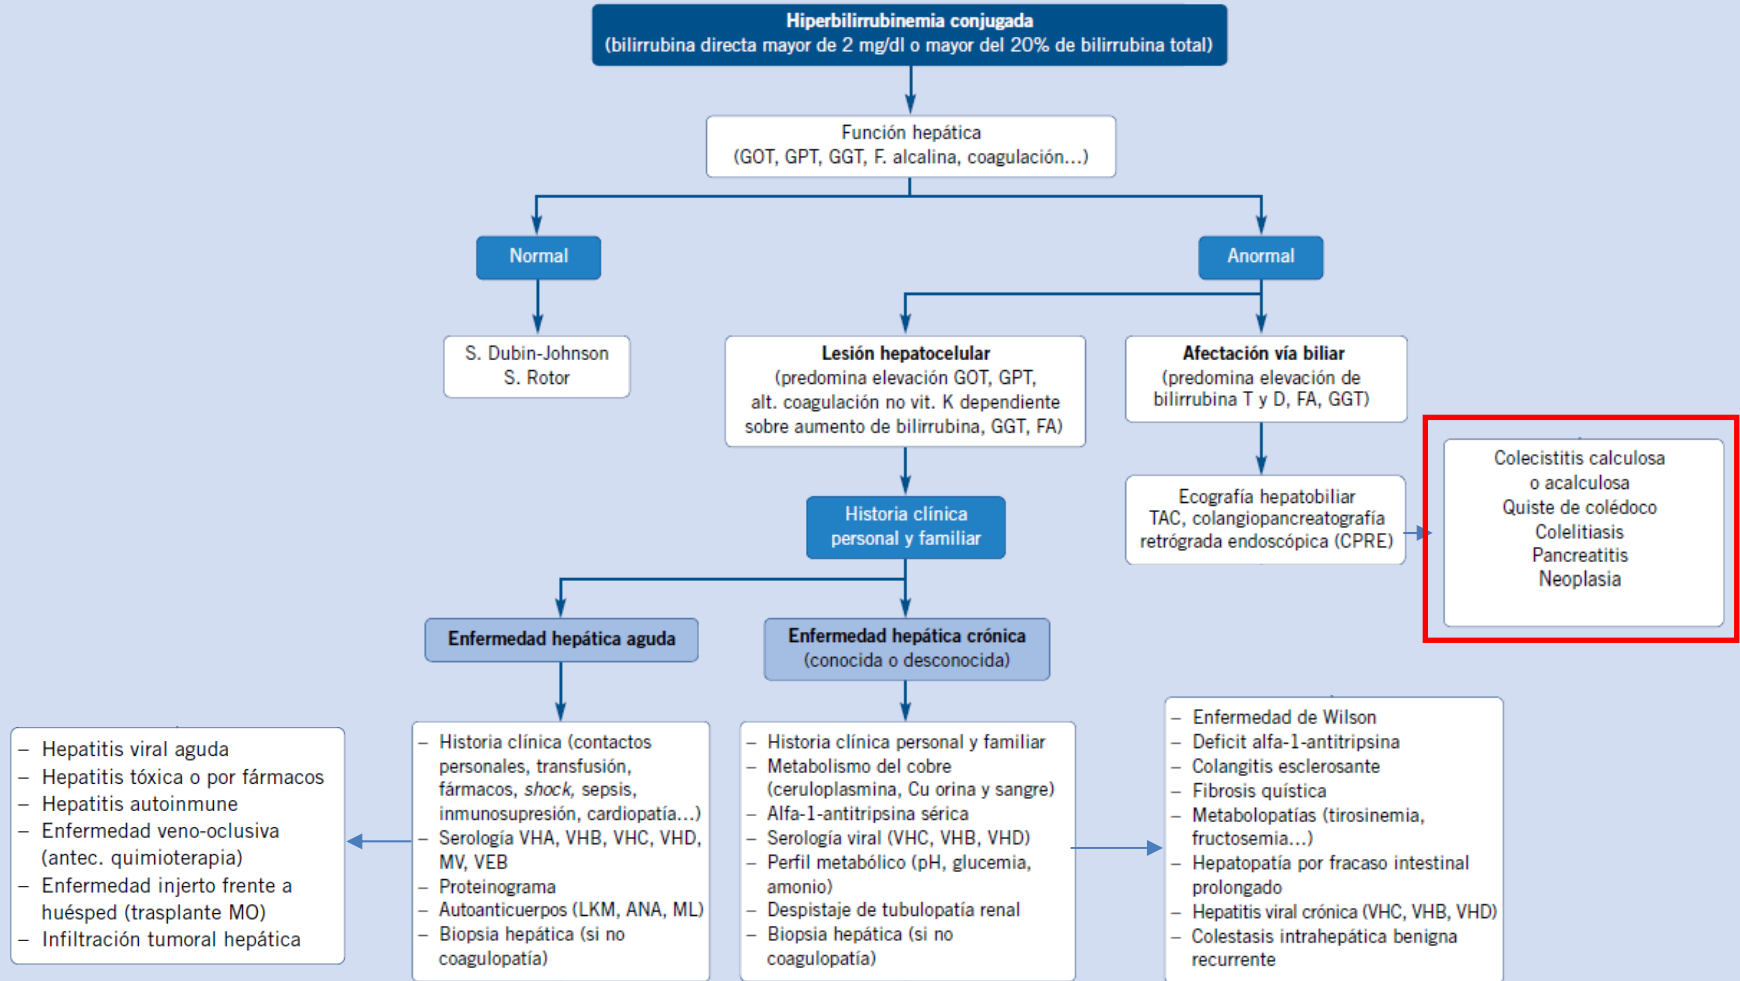 Hiperbilirrubinemia conjugada
(bilirrubina directa mayor de 2 mg/dl o mayor del 20% de bilirrubina total)
Función hepática
(GOT, GPT, GGT, F. alcalina, coagulación...)
Normal
Anormal
S. Dubin-Johnson
S. Rotor
Lesión hepatocelular
(predomina elevación GOT, GPT,
alt. coagulación no vit. K dependiente
sobre aumento de bilirrubina, GGT, FA)
Afectación vía biliar
(predomina elevación de
bilirrubina T y D, FA, GGT)
Historia clínica
personal y familiar
Ecografía hepatobiliar
TAC, colangiopancreatografía
retrógrada endoscópica (CPRE)
Colecistitis calculosa
o acalculosa
Quiste de colédoco
Colelitiasis
Pancreatitis
Neoplasia
Enfermedad hepática aguda
Enfermedad hepática crónica
(conocida o desconocida)
– Hepatitis viral aguda
– Hepatitis tóxica o por fármacos
– Hepatitis autoinmune
– Enfermedad veno-oclusiva
(antec. quimioterapia)
– Enfermedad injerto frente a
huésped (trasplante MO)
– Infiltración tumoral hepática
– Historia clínica (contactos
personales, transfusión,
fármacos, shock, sepsis,
inmunosupresión, cardiopatía...)
– Serología VHA, VHB, VHC, VHD,
MV, VEB
– Proteinograma
– Autoanticuerpos (LKM, ANA, ML)
– Biopsia hepática (si no
coagulopatía)
– Historia clínica personal y familiar
– Metabolismo del cobre
(ceruloplasmina, Cu orina y sangre)
– Alfa-1-antitripsina sérica
– Serología viral (VHC, VHB, VHD)
– Perfil metabólico (pH, glucemia,
amonio)
– Despistaje de tubulopatía renal
– Biopsia hepática (si no
coagulopatía)
– Enfermedad de Wilson
– Deficit alfa-1-antitripsina
– Colangitis esclerosante
– Fibrosis quística
– Metabolopatías (tirosinemia,
fructosemia...)
– Hepatopatía por fracaso intestinal
prolongado
– Hepatitis viral crónica (VHC, VHB, VHD)
– Colestasis intrahepática benigna
recurrente